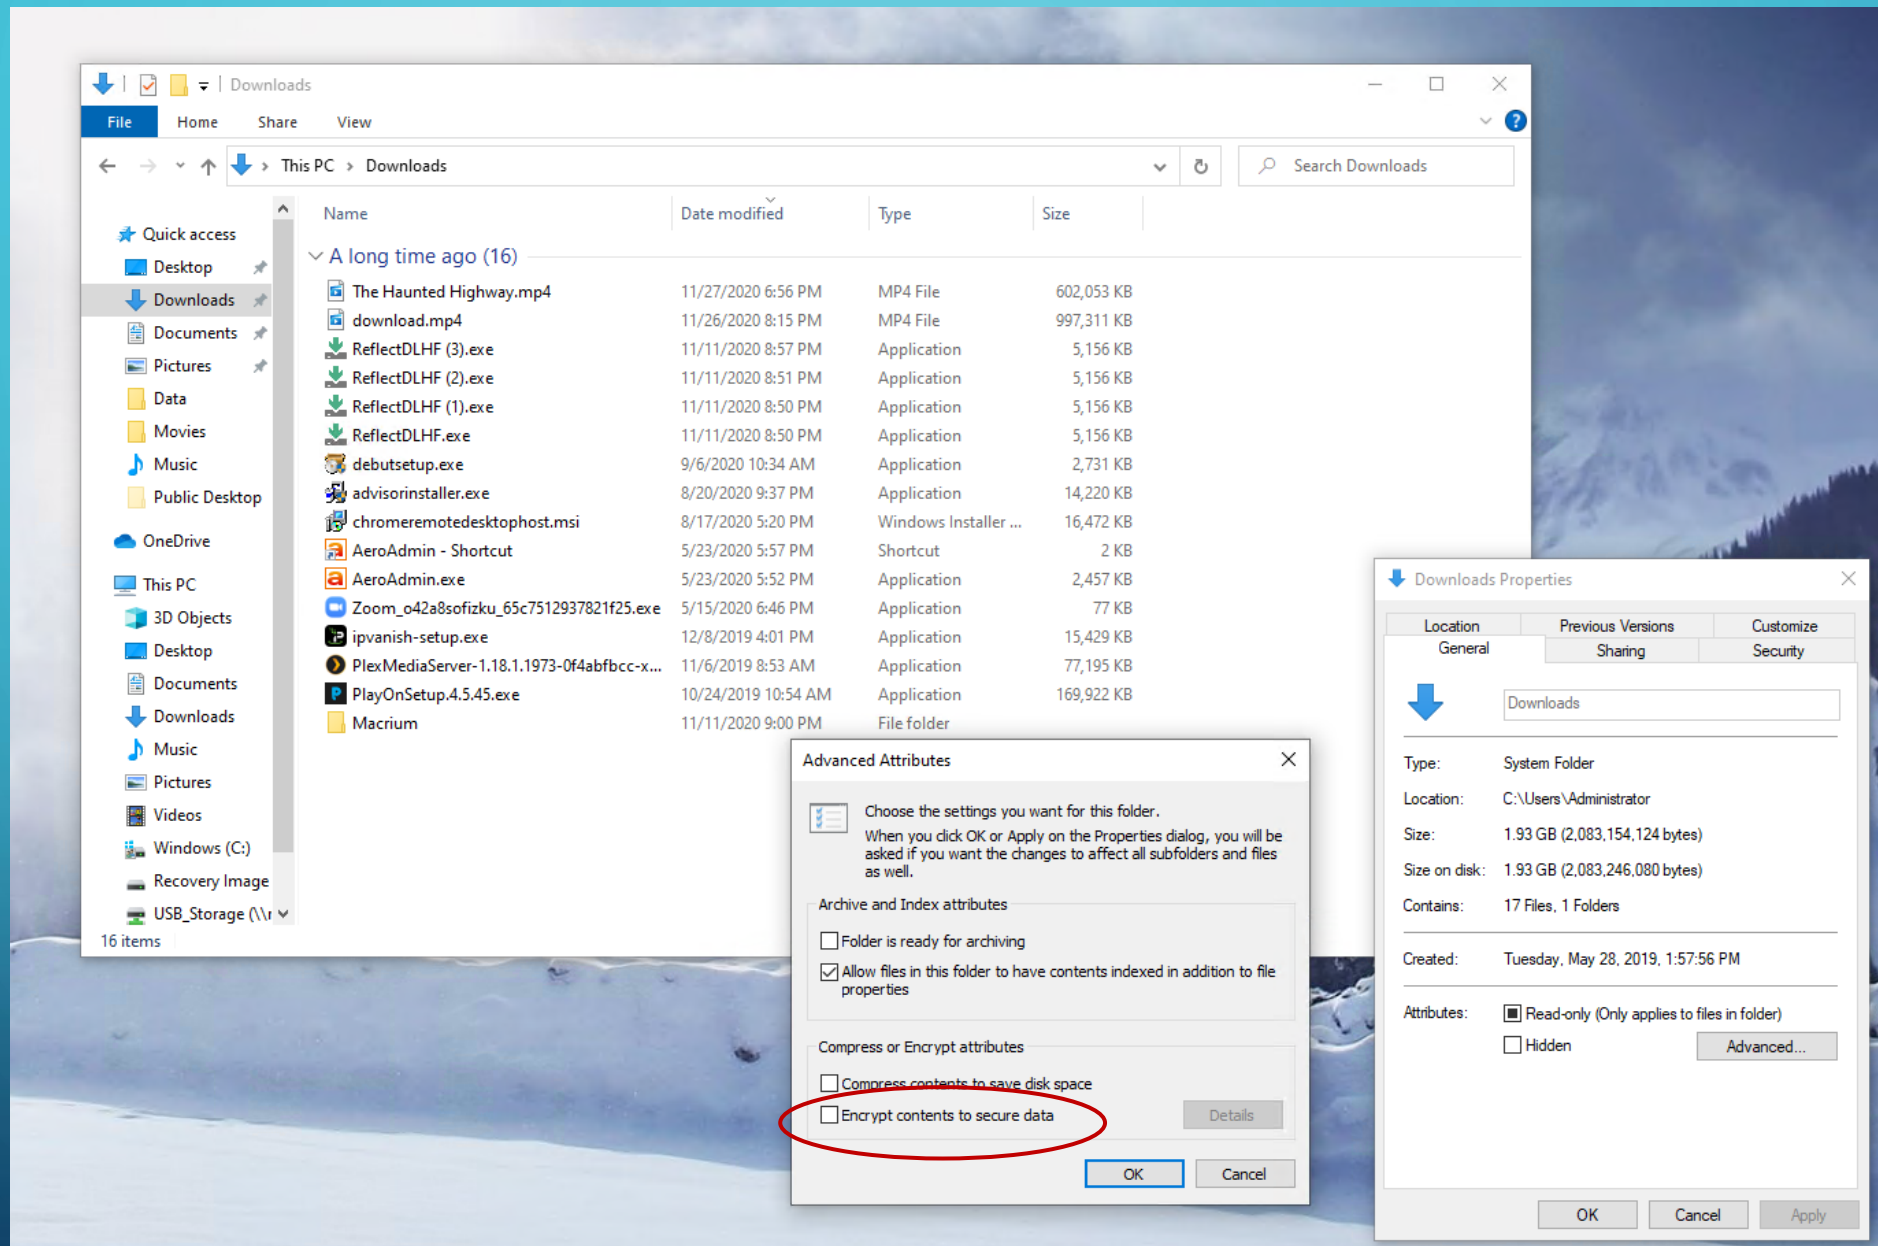 Downloads
File Home Share View
This PC > Downloads
Search Downloads
Name Date modified Type Size
Quick access
Desktop
Downloads
Documents
Pictures
Data
Movies
Music
Public Desktop
OneDrive
This PC
3D Objects
Desktop
Documents
Downloads
Music
Pictures
Videos
Windows (C:)
Recovery Image
USB_Storage (\\r
16 items
A long time ago (16)
The Haunted Highway.mp4 11/27/2020 6:56 PM MP4 File 602,053 KB
download.mp4 11/26/2020 8:15 PM MP4 File 997,311 KB
ReflectDLHF (3).exe 11/11/2020 8:57 PM Application 5,156 KB
ReflectDLHF (2).exe 11/11/2020 8:51 PM Application 5,156 KB
ReflectDLHF (1).exe 11/11/2020 8:50 PM Application 5,156 KB
ReflectDLHF.exe 11/11/2020 8:50 PM Application 5,156 KB
debutsetup.exe 9/6/2020 10:34 AM Application 2,731 KB
advisorinstaller.exe 8/20/2020 9:37 PM Application 14,220 KB
chromeremotedesktophost.msi 8/17/2020 5:20 PM Windows Installer ... 16,472 KB
AeroAdmin - Shortcut 5/23/2020 5:57 PM Shortcut 2 KB
AeroAdmin.exe 5/23/2020 5:52 PM Application 2,457 KB
Zoom_o42a8sofizku_65c7512937821f25.exe 5/15/2020 6:46 PM Application 77 KB
ipvanish-setup.exe 12/8/2019 4:01 PM Application 15,429 KB
PlexMediaServer-1.18.1.1973-0f4abfbcc-x... 11/6/2019 8:53 AM Application 77,195 KB
PlayOnSetup.4.5.45.exe 10/24/2019 10:54 AM Application 169,922 KB
Macrium 11/11/2020 9:00 PM File folder
Advanced Attributes
Choose the settings you want for this folder.
When you click OK or Apply on the Properties dialog, you will be
asked if you want the changes to affect all subfolders and files
as well.
Archive and Index attributes
Folder is ready for archiving
Allow files in this folder to have contents indexed in addition to file
properties
Compress or Encrypt attributes
Compress contents to save disk space
Encrypt contents to secure data
Details
OK Cancel
Downloads Properties
Location Previous Versions Customize
General Sharing Security
Downloads
Type: System Folder
Location: C:\Users\Administrator
Size: 1.93 GB (2,083,154,124 bytes)
Size on disk: 1.93 GB (2,083,246,080 bytes)
Contains: 17 Files, 1 Folders
Created: Tuesday, May 28, 2019, 1:57:56 PM
Attributes: Read-only (Only applies to files in folder)
Hidden Advanced...
OK Cancel Apply